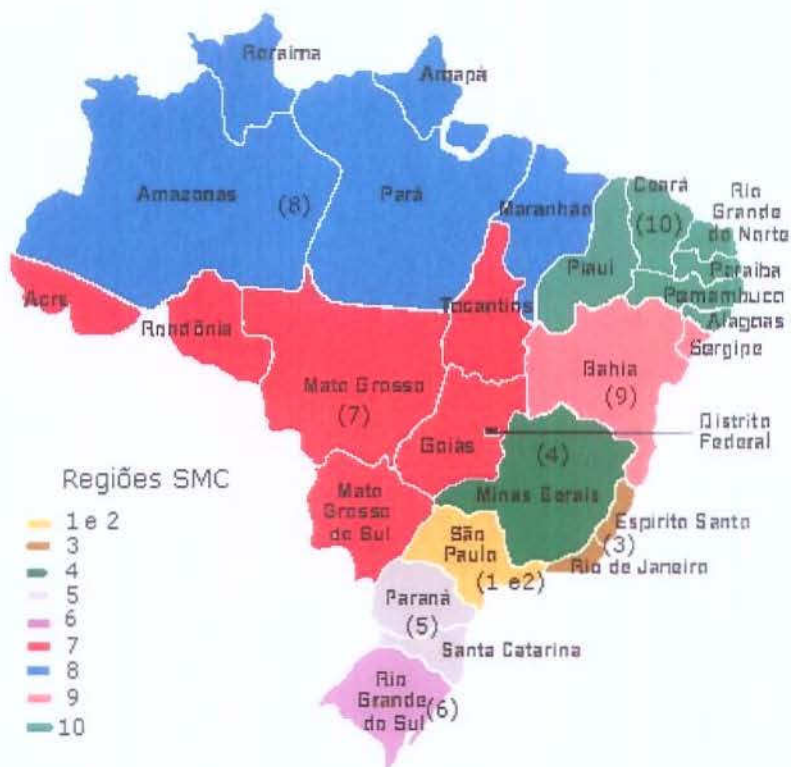 Roraima
Amapá
Amazonas
(8)
Pará
Maranhão
Ceará
(10)
Rio
Grande
do Norte
Piauí
Paraíba
Pernambuco
Alagoas
Sergipe
Acre
Rondônia
Tocantins
Mato Grosso
(7)
Bahia
(9)
Goiás
Distrito
Federal
(4)
Minas Gerais
Mato
Grosso
do Sul
São
Paulo
(1 e2)
Espírito Santo
(3)
Rio de Janeiro
Paraná
(5)
Santa Catarina
Rio
Grande
do Sul
(6)
Regiões SMC
1 e 2
3
4
5
6
7
8
9
10